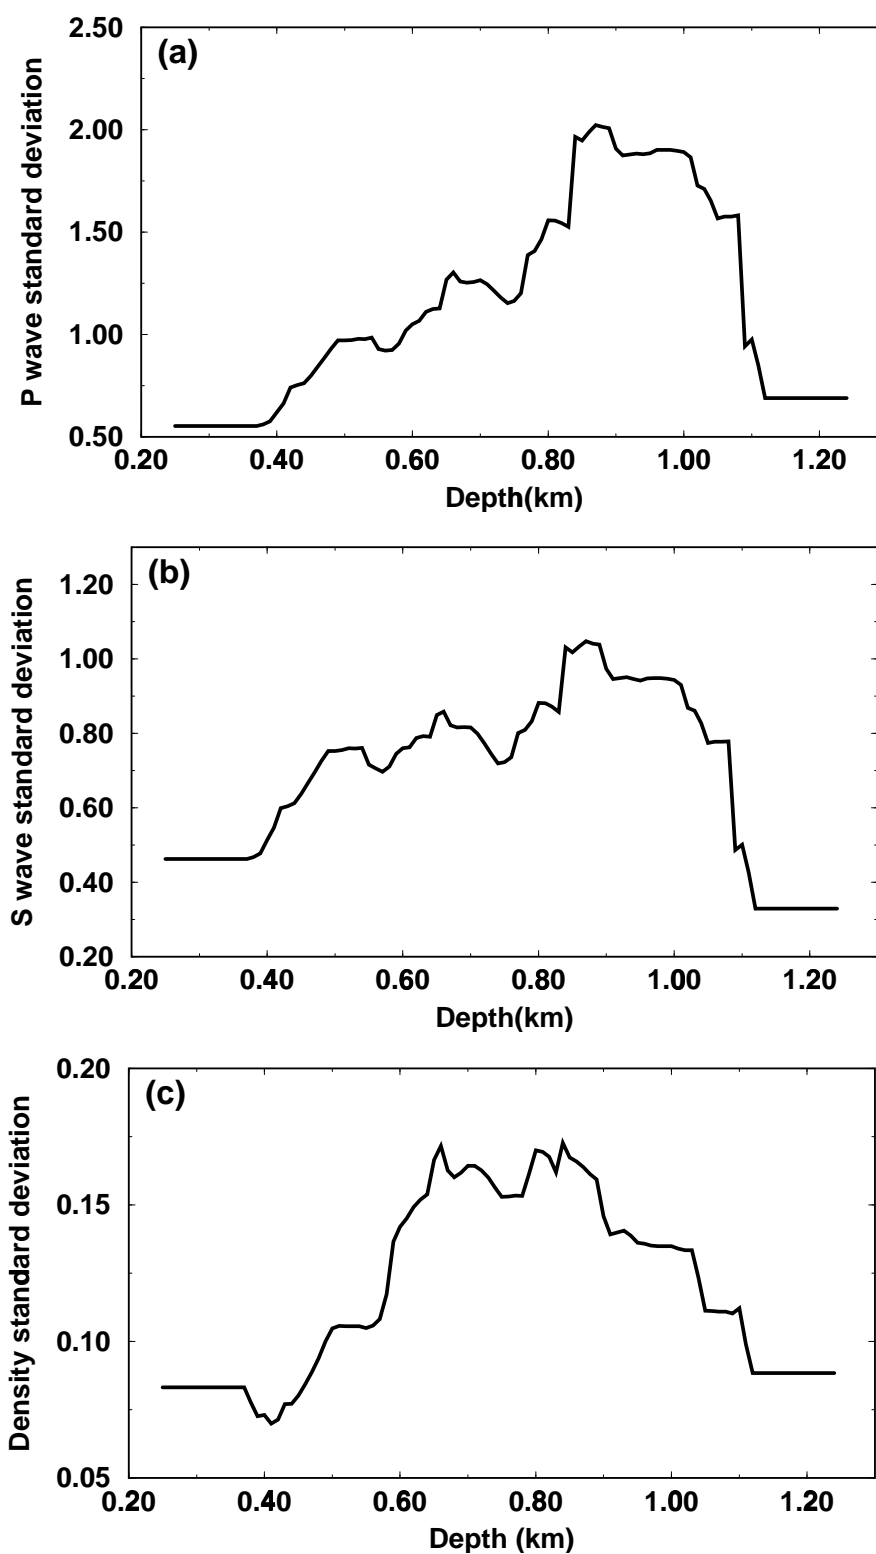 (a)
P wave standard deviation
2.50
2.00
1.50
1.00
0.50
0.20 0.40 0.60 0.80 1.00 1.20
Depth(km)
(b)
S wave standard deviation
1.20
1.00
0.80
0.60
0.40
0.20
0.20 0.40 0.60 0.80 1.00 1.20
Depth(km)
(c)
Density standard deviation
0.20
0.15
0.10
0.05
0.20 0.40 0.60 0.80 1.00 1.20
Depth (km)